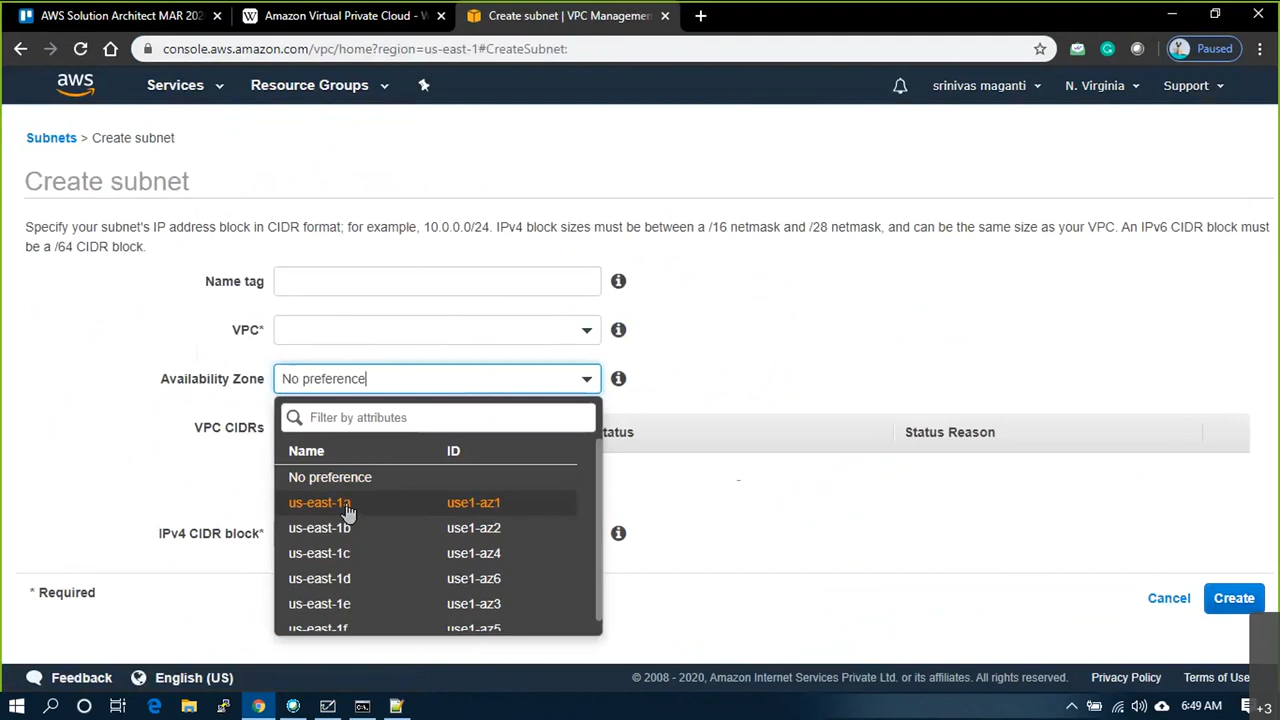 AWS Solution Architect MAR 202
Amazon Virtual Private Cloud - W
Create subnet | VPC Managemen
console.aws.amazon.com/vpc/home?region=us-east-1#CreateSubnet:
Paused
aws
Services
Resource Groups
srinivas maganti
N. Virginia
Support
Subnets > Create subnet
Create subnet
Specify your subnet's IP address block in CIDR format; for example, 10.0.0.0/24. IPv4 block sizes must be between a /16 netmask and /28 netmask, and can be the same size as your VPC. An IPv6 CIDR block must
be a /64 CIDR block.
Name tag
VPC*
Availability Zone
No preference
Filter by attributes
VPC CIDRs
tatus
Status Reason
Name
ID
No preference
us-east-1a
use1-az1
us-east-1b
use1-az2
IPv4 CIDR block*
us-east-1c
use1-az4
us-east-1d
use1-az6
us-east-1e
use1-az3
us-east-1f
use1-az5
* Required
Cancel
Create
Feedback
English (US)
© 2008 - 2020, Amazon Internet Services Private Ltd. or its affiliates. All rights reserved.
Privacy Policy
Terms of Use
6:49 AM
+3